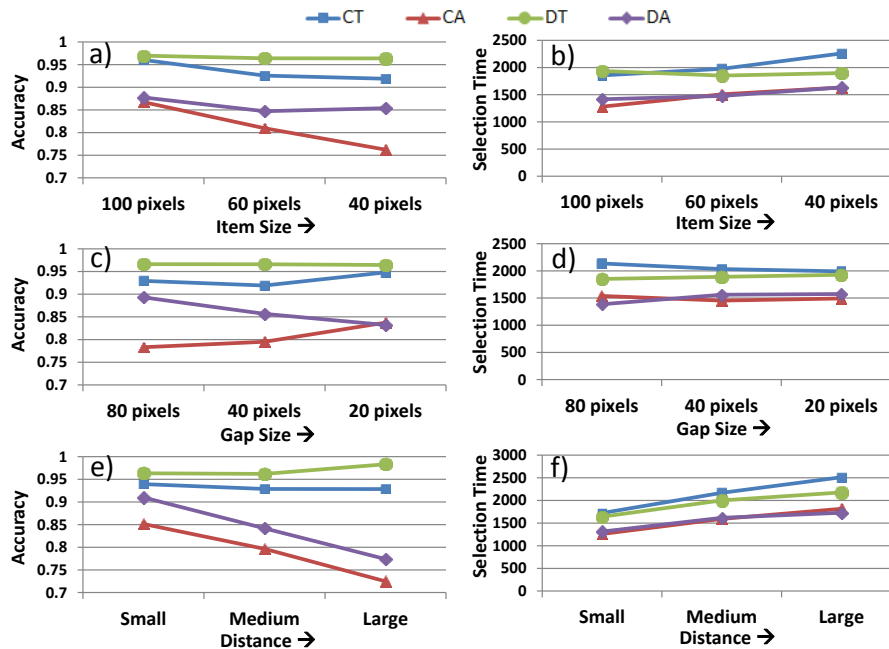 CT CA DT DA
a)
Accuracy
1
0.95
0.9
0.85
0.8
0.75
0.7
100 pixels 60 pixels 40 pixels
Item Size →
b)
Selection Time
2500
2000
1500
1000
500
0
100 pixels 60 pixels 40 pixels
Item Size →
c)
Accuracy
1
0.95
0.9
0.85
0.8
0.75
0.7
80 pixels 40 pixels 20 pixels
Gap Size →
d)
Selection Time
2500
2000
1500
1000
500
0
80 pixels 40 pixels 20 pixels
Gap Size →
e)
Accuracy
1
0.95
0.9
0.85
0.8
0.75
0.7
Small Medium Large
Distance →
f)
Selection Time
3000
2500
2000
1500
1000
500
0
Small Medium Large
Distance →